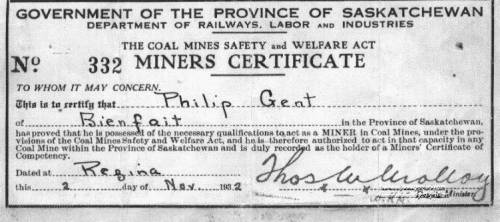 GOVERNMENT OF THE PROVINCE OF SASKATCHEWAN
DEPARTMENT OF RAILWAYS, LABOR AND INDUSTRIES
THE COAL MINES SAFETY and WELFARE ACT
No 332 MINERS CERTIFICATE
TO WHOM IT MAY CONCERN.
This is to certify that Philip Gent
of Bienfait in the Province of Saskatchewan,
has proved that he is possessed of the necessary qualifications to act as a MINER in Coal Mines, under the pro-
visions of the Coal Mines Safety and Welfare Act, and he is therefore authorized to act in that capacity in any
Coal Mine within the Province of Saskatchewan and is duly recorded as the holder of a Miners' Certificate of
Competency.
Dated at Regina
this 2 day of Nov. 1932 Thos W Molloy
Minister